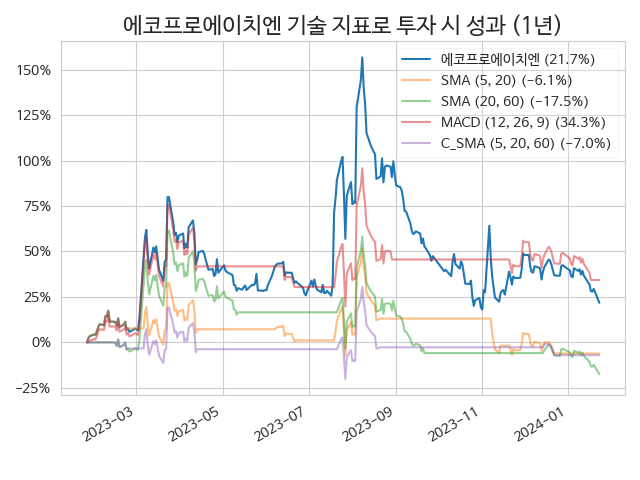 에코프로에이치엔 기술 지표로 투자 시 성과 (1년)
에코프로에이치엔 (21.7%)
SMA (5, 20) (−6.1%)
SMA (20, 60) (−17.5%)
MACD (12, 26, 9) (34.3%)
C_SMA (5, 20, 60) (−7.0%)
150%
125%
100%
75%
50%
25%
0%
−25%
2023-03
2023-05
2023-07
2023-09
2023-11
2024-01